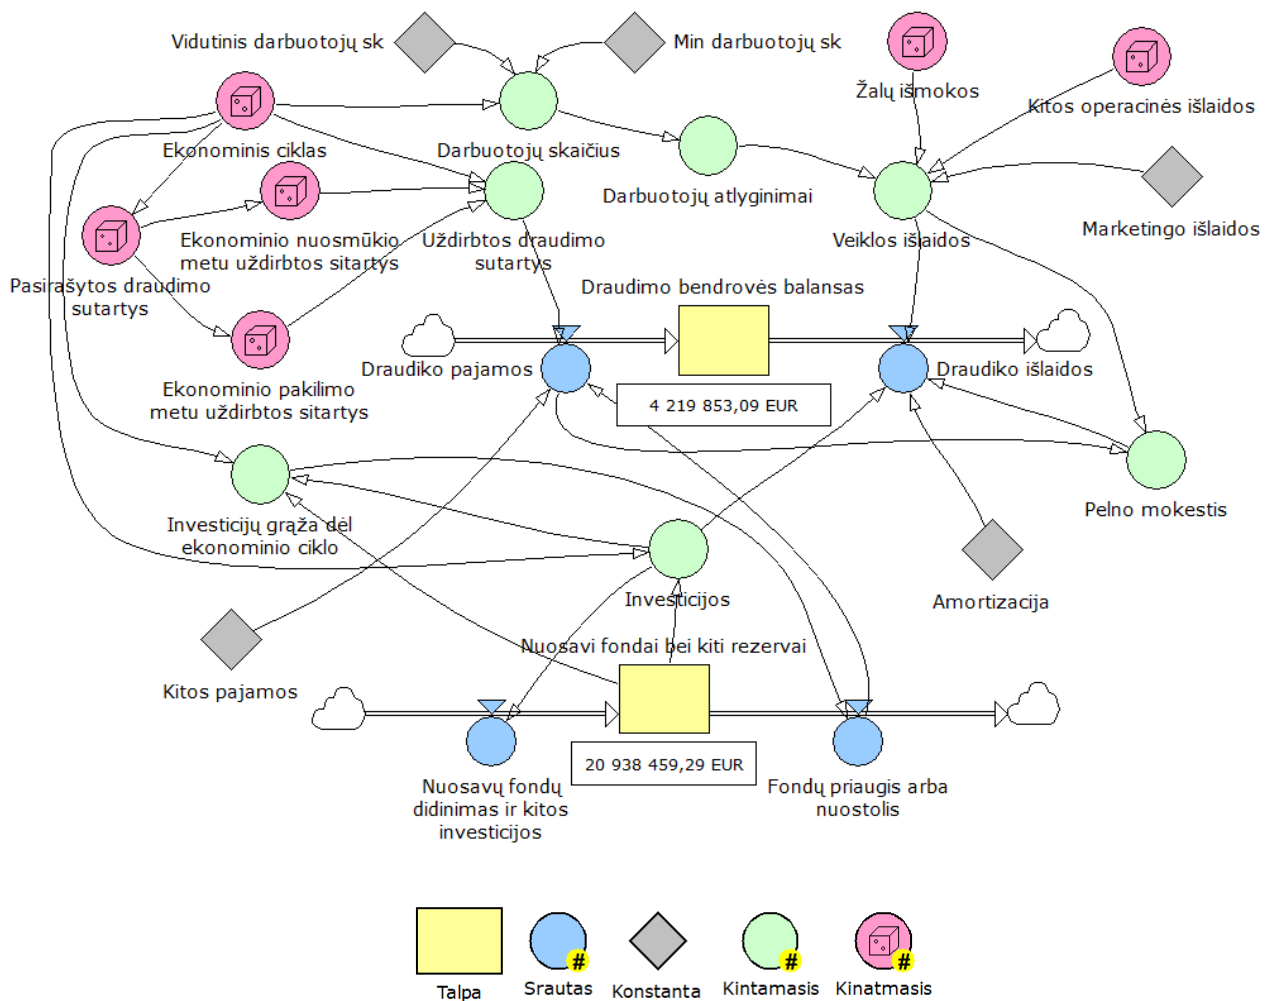 Vidutinis darbuotojų sk
Min darbuotojų sk
Žalų išmokos
Kitos operacinės išlaidos
Ekonominis ciklas
Darbuotojų skaičius
Darbuotojų atlyginimai
Marketingo išlaidos
Ekonominio nuosmūkio
metu uždirbtos sitartys
Uždirbtos draudimo
sutartys
Veiklos išlaidos
Pasirašytos draudimo
sutartys
Draudimo bendrovės balansas
Draudiko pajamos
Draudiko išlaidos
Ekonominio pakilimo
metu uždirbtos sitartys
4 219 853,09 EUR
Investicijų grąža dėl
ekonominio ciklo
Pelno mokestis
Investicijos
Amortizacija
Nuosavi fondai bei kiti rezervai
Kitos pajamos
20 938 459,29 EUR
Nuosavų fondų
didinimas ir kitos
investicijos
Fondų priaugis arba
nuostolis
# # #
Talpa
Srautas
Konstanta
Kintamasis
Kinatmasis